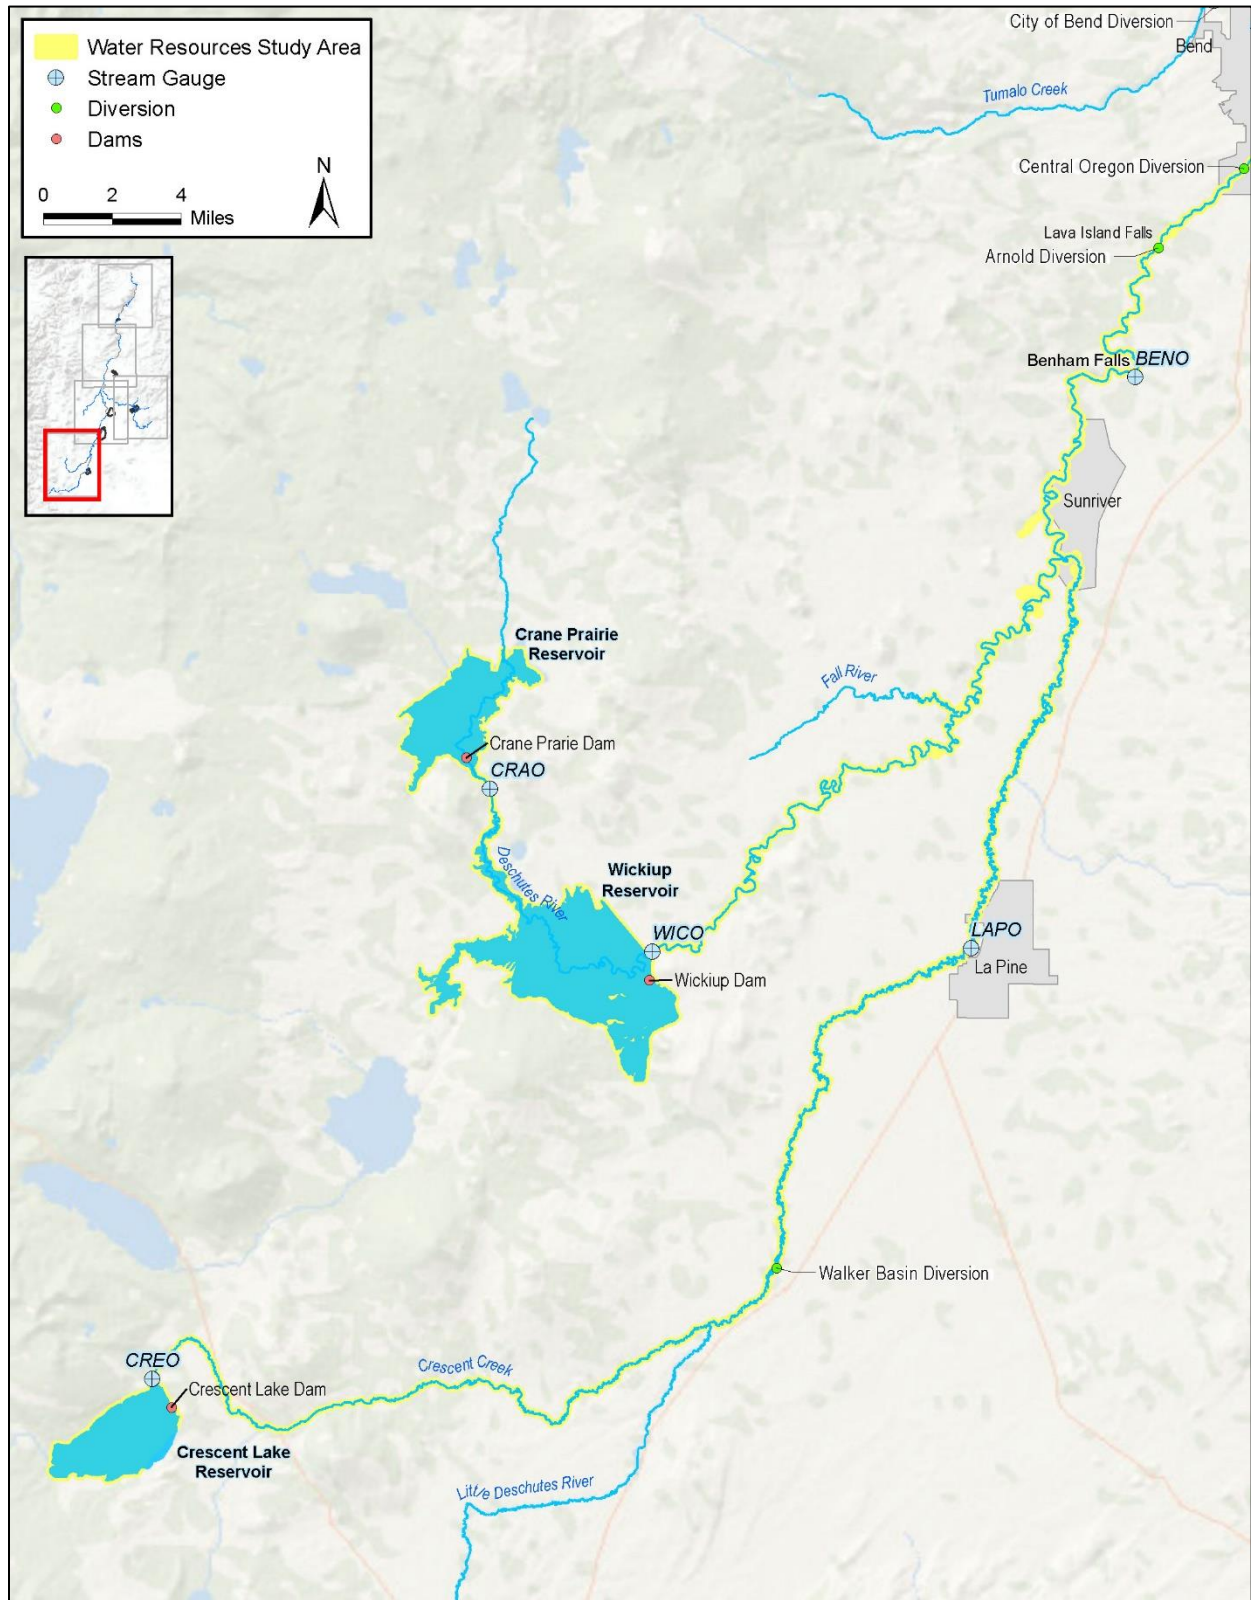 Water Resources Study Area
Stream Gauge
Diversion
Dams
N
0 2 4
Miles
City of Bend Diversion
Bend
Tumalo Creek
Central Oregon Diversion
Lava Island Falls
Arnold Diversion
Benham Falls BENO
Sunriver
Crane Prairie
Reservoir
Fall River
Crane Prarie Dam
CRAO
Deschutes River
Wickiup
Reservoir
WICO
LAPO
La Pine
Wickiup Dam
Walker Basin Diversion
CREO
Crescent Creek
Crescent Lake Dam
Crescent Lake
Reservoir
Little Deschutes River